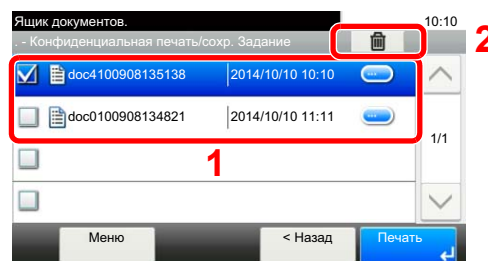 Ящик документов. 10:10
. - Конфиденциальная печать/сохр. Задание 2
doc4100908135138 2014/10/10 10:10 ...
doc0100908134821 2014/10/10 11:11 ...
1/1
1
Меню < Назад Печать